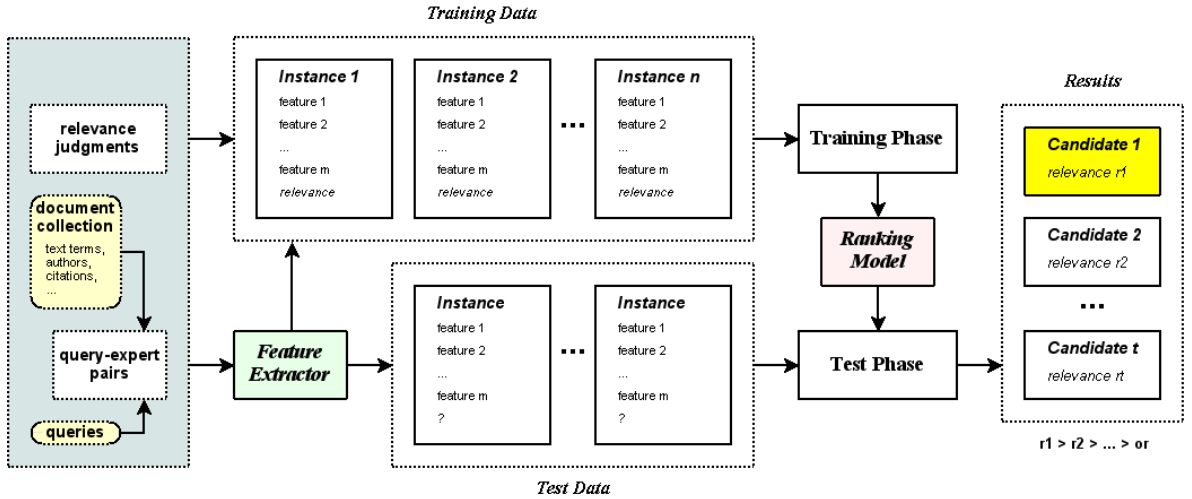 Training Data
relevance
judgments
document
collection
text terms,
authors,
citations,
...
query-expert
pairs
queries
Instance 1
feature 1
feature 2
...
feature m
relevance
Instance 2
feature 1
feature 2
...
feature m
relevance
...
Instance n
feature 1
feature 2
...
feature m
relevance
Feature
Extractor
Instance
feature 1
feature 2
...
feature m
?
...
Instance
feature 1
feature 2
...
feature m
?
Test Data
Training Phase
Ranking
Model
Test Phase
Results
Candidate 1
relevance r1
Candidate 2
relevance r2
...
Candidate t
relevance rt
r1 > r2 > ... > or